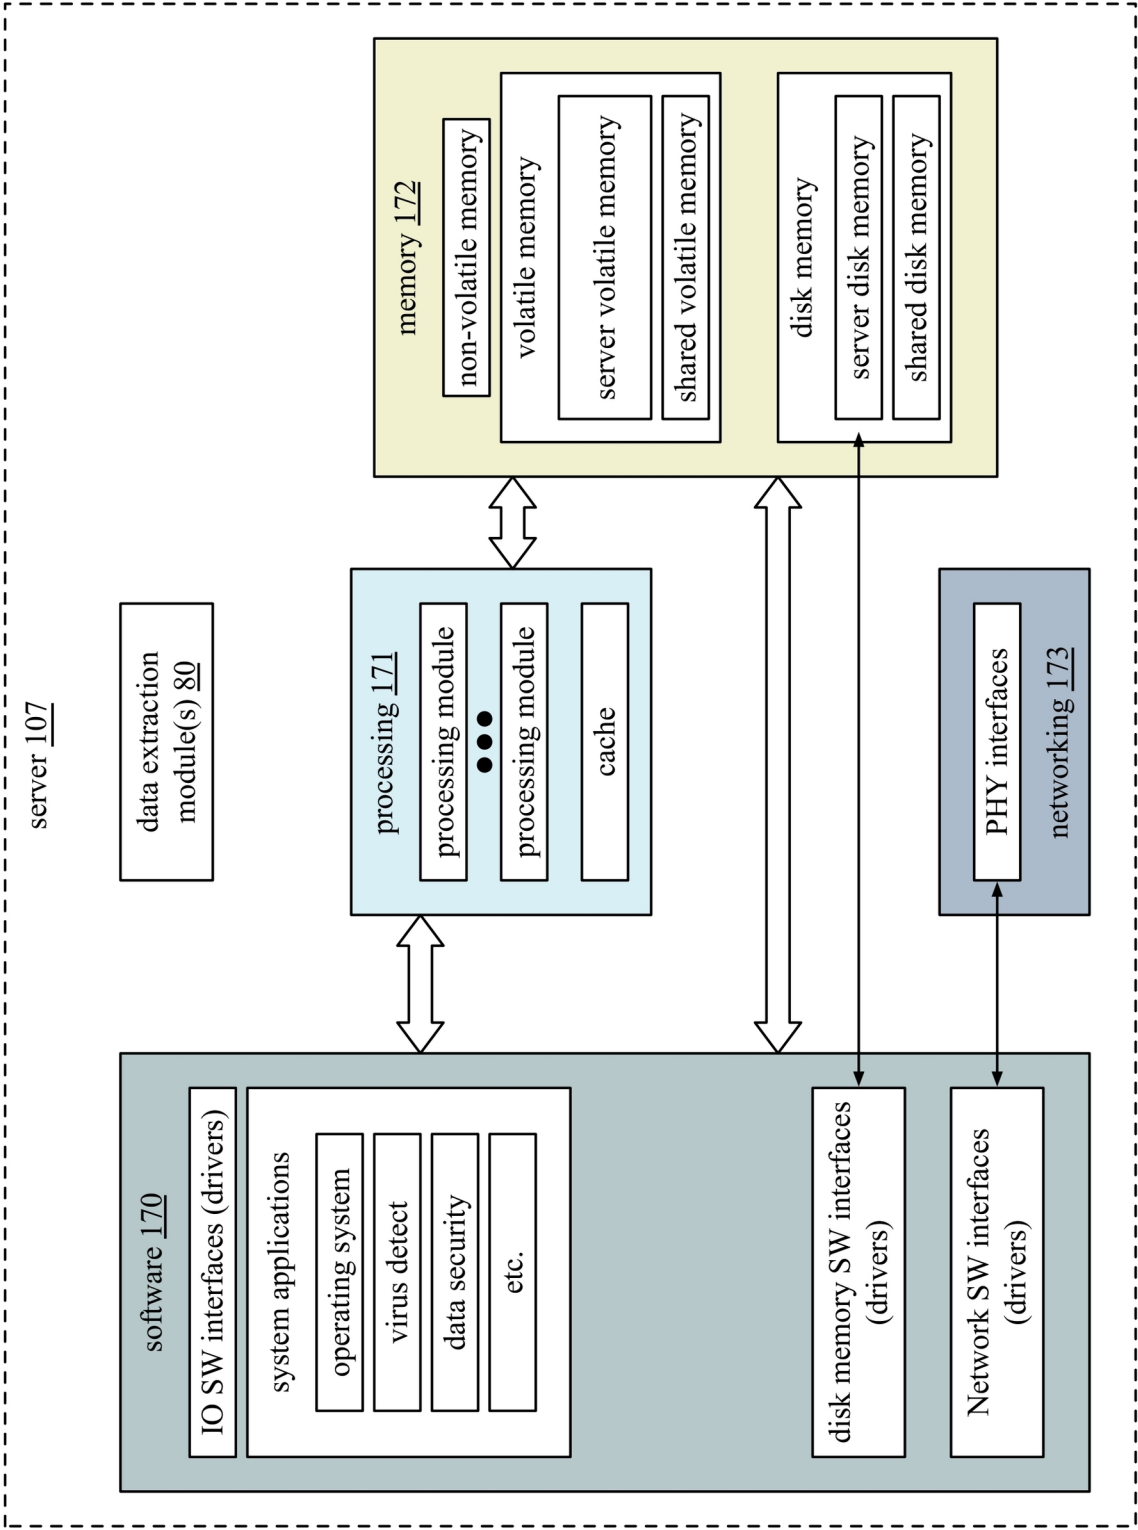 server 107
data extraction
module(s) 80
software 170
IO SW interfaces (drivers)
system applications
operating system
virus detect
data security
etc.
disk memory SW interfaces
(drivers)
Network SW interfaces
(drivers)
processing 171
processing module
processing module
cache
PHY interfaces
networking 173
memory 172
non-volatile memory
volatile memory
server volatile memory
shared volatile memory
disk memory
server disk memory
shared disk memory